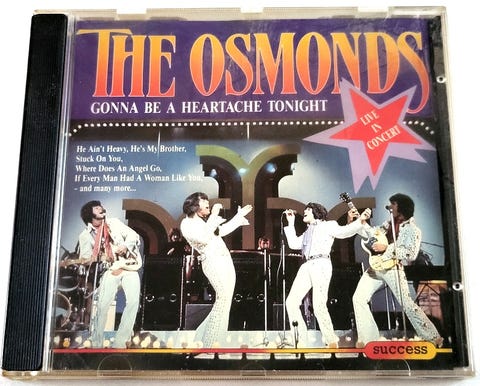 THE OSMONDS
GONNA BE A HEARTACHE TONIGHT
LIVE IN
CONCERT
He Ain't Heavy, He's My Brother,
Stuck On You,
Where Does An Angel Go,
If Every Man Had A Woman Like You,
- and many more...
success